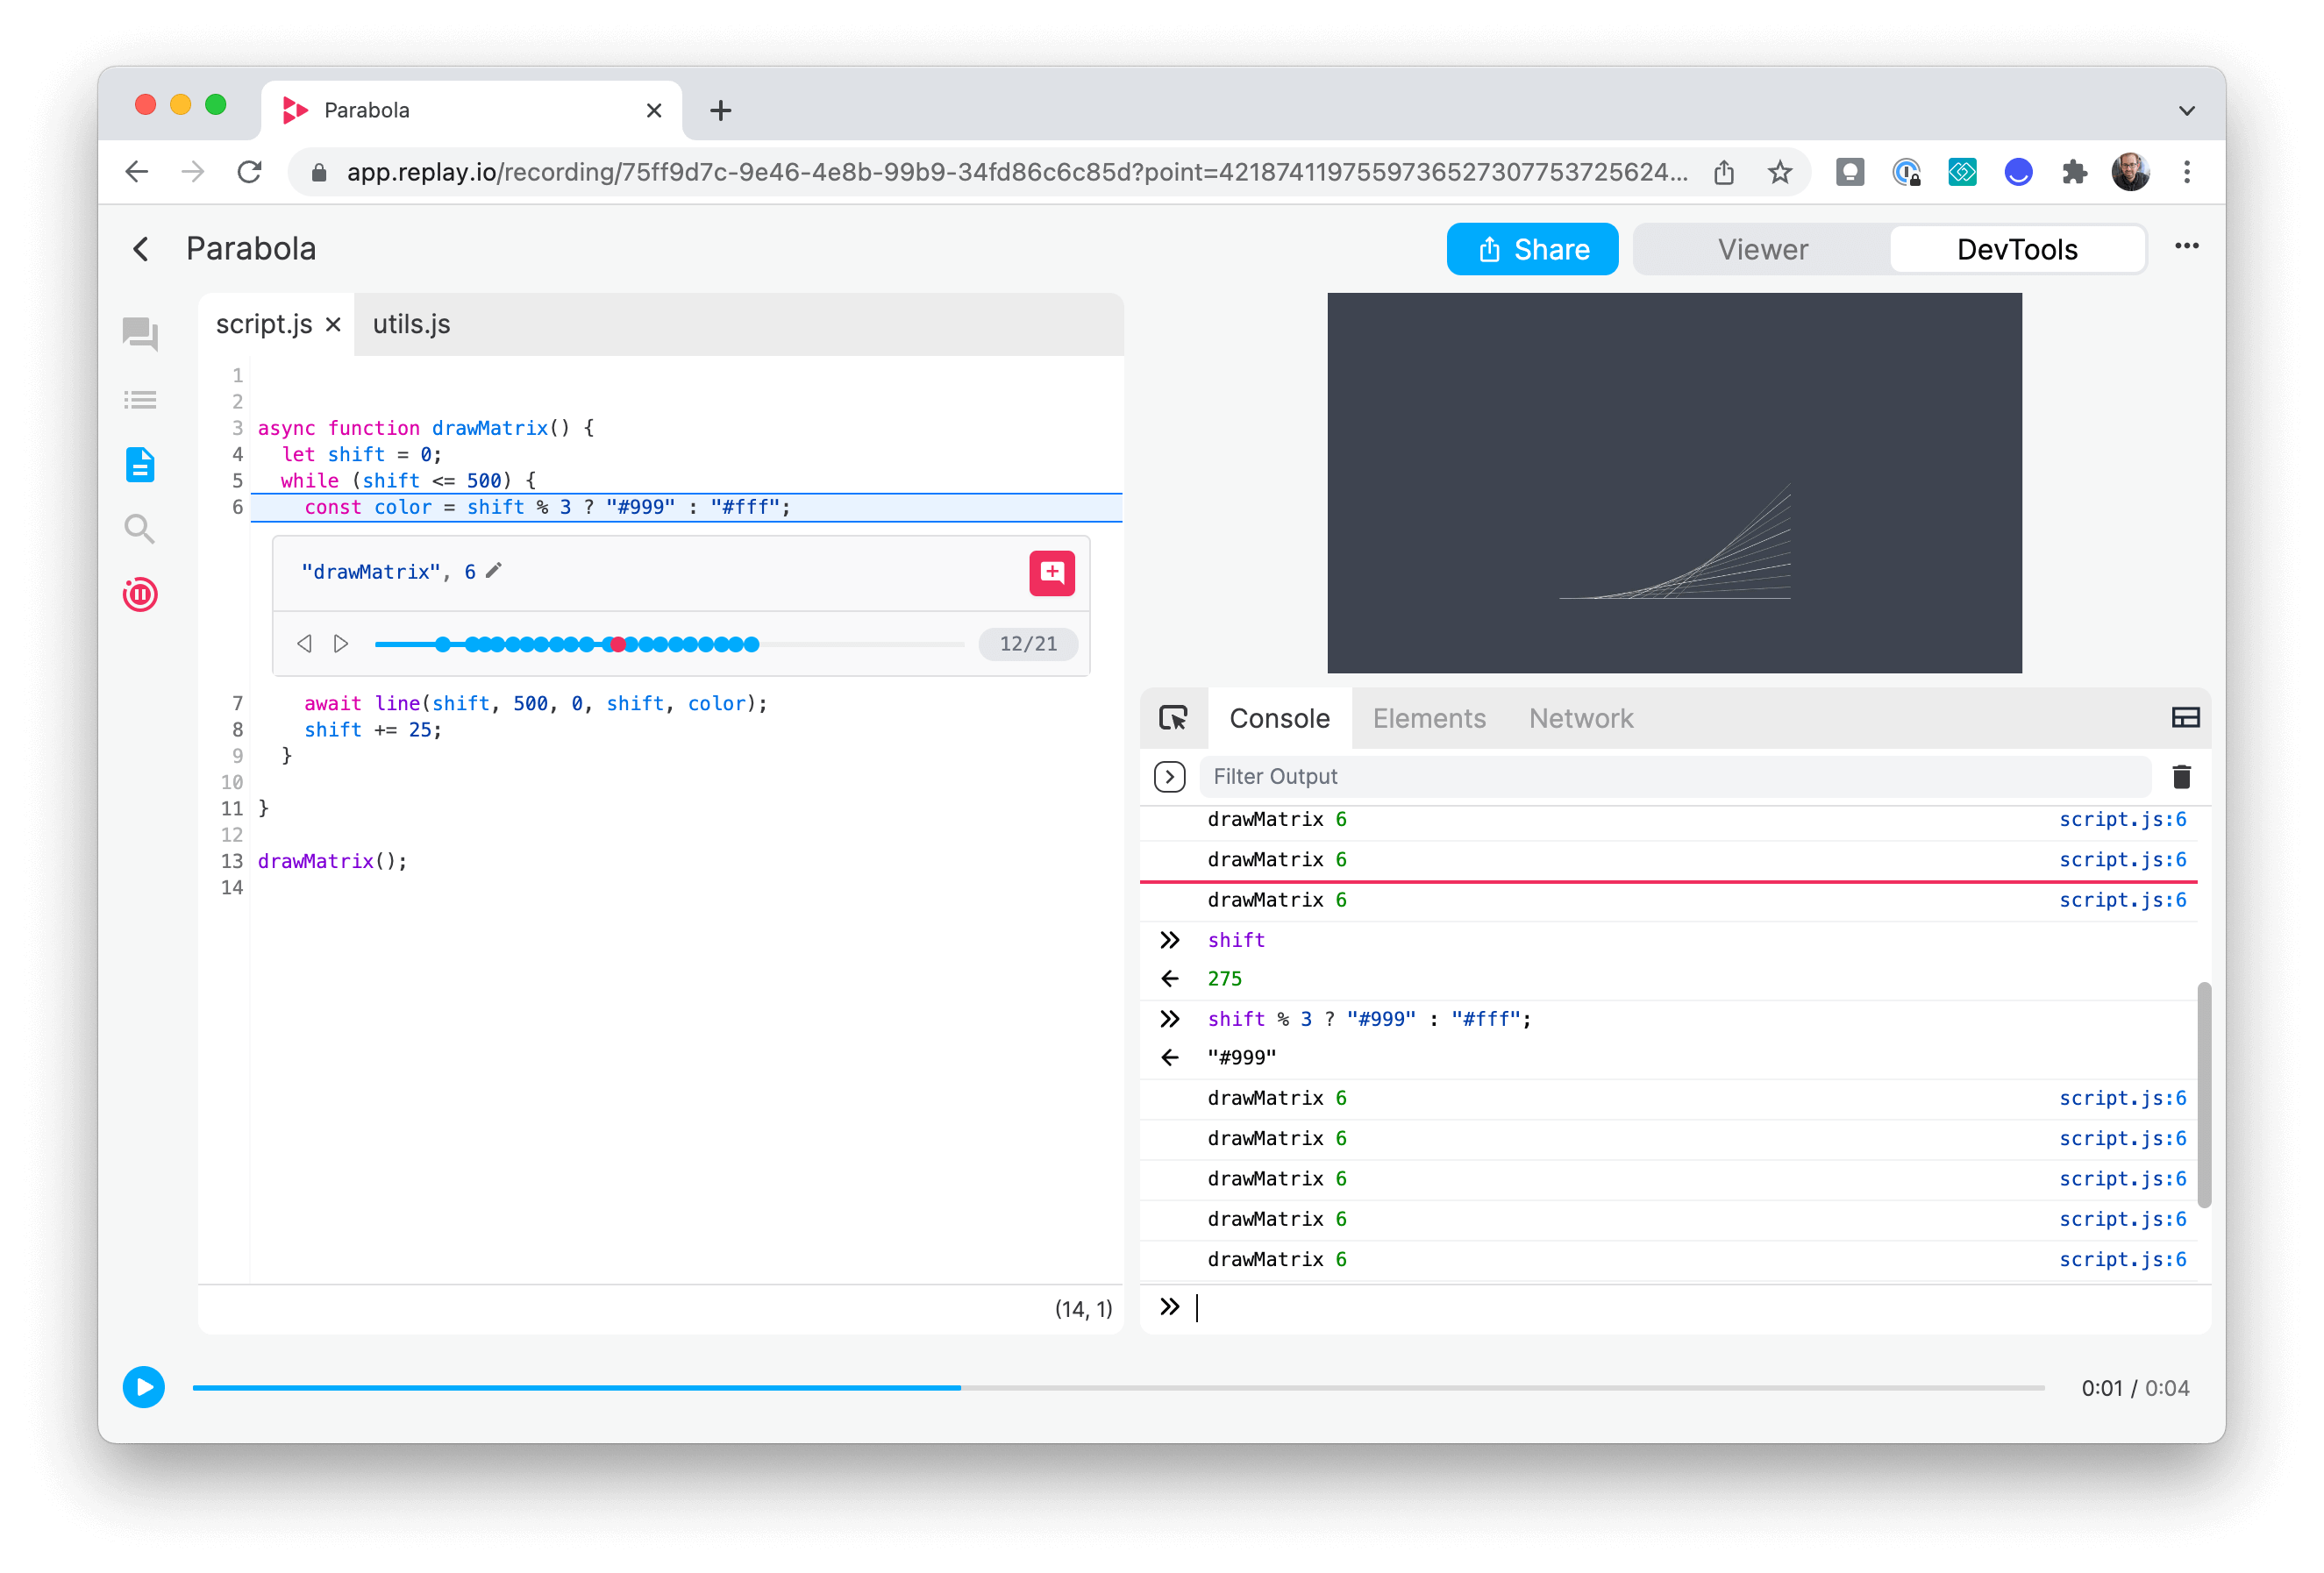 Parabola
app.replay.io/recording/75ff9d7c-9e46-4e8b-99b9-34fd86c6c85d?point=42187411975597365273077537256 24...
Parabola
Share
Viewer
DevTools
script.js
utils.js
1
2
3 async function drawMatrix() {
4 let shift = 0;
5 while (shift <= 500) {
6 const color = shift % 3 ? "#999" : "#fff";
"drawMatrix", 6
12/21
7 await line(shift, 500, 0, shift, color);
8 shift += 25;
9 }
10
11 }
12
13 drawMatrix();
14
(14, 1)
Console
Elements
Network
Filter Output
drawMatrix 6 script.js:6
drawMatrix 6 script.js:6
drawMatrix 6 script.js:6
shift
275
shift % 3 ? "#999" : "#fff";
"#999"
drawMatrix 6 script.js:6
drawMatrix 6 script.js:6
drawMatrix 6 script.js:6
drawMatrix 6 script.js:6
drawMatrix 6 script.js:6
0:01 / 0:04